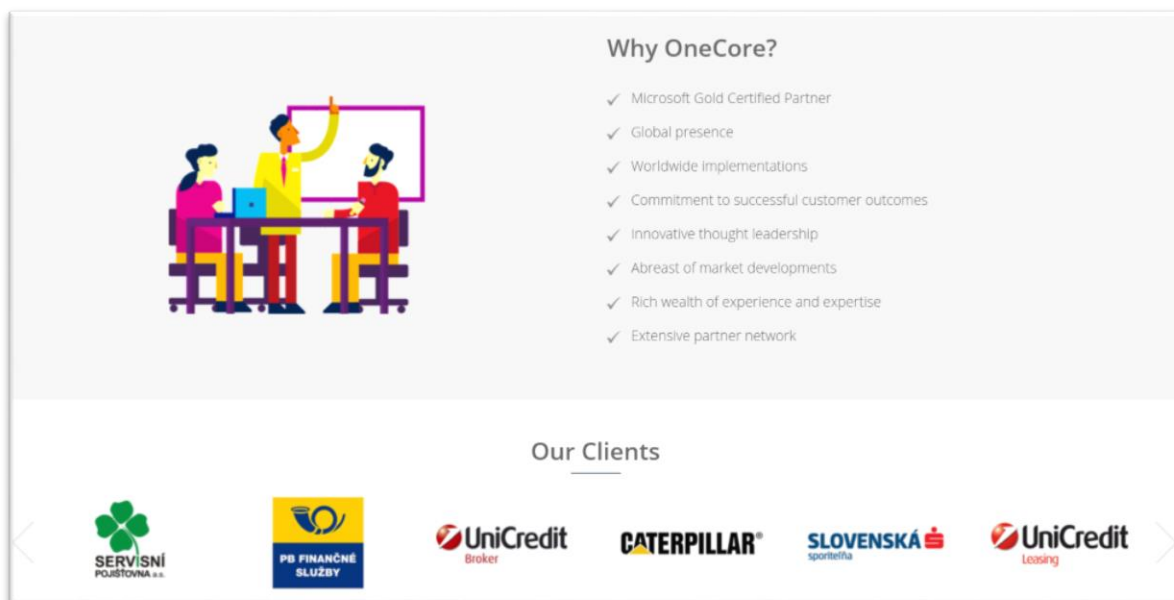 Why OneCore?
Microsoft Gold Certified Partner
Global presence
Worldwide implementations
Commitment to successful customer outcomes
Innovative thought leadership
Abreast of market developments
Rich wealth of experience and expertise
Extensive partner network
Our Clients
SERVISNÍ
POJIŠŤOVNA a.s.
PB FINANČNÉ
SLUŽBY
UniCredit
Broker
CATERPILLAR®
SLOVENSKÁ
sporiteľňa
UniCredit
Leasing